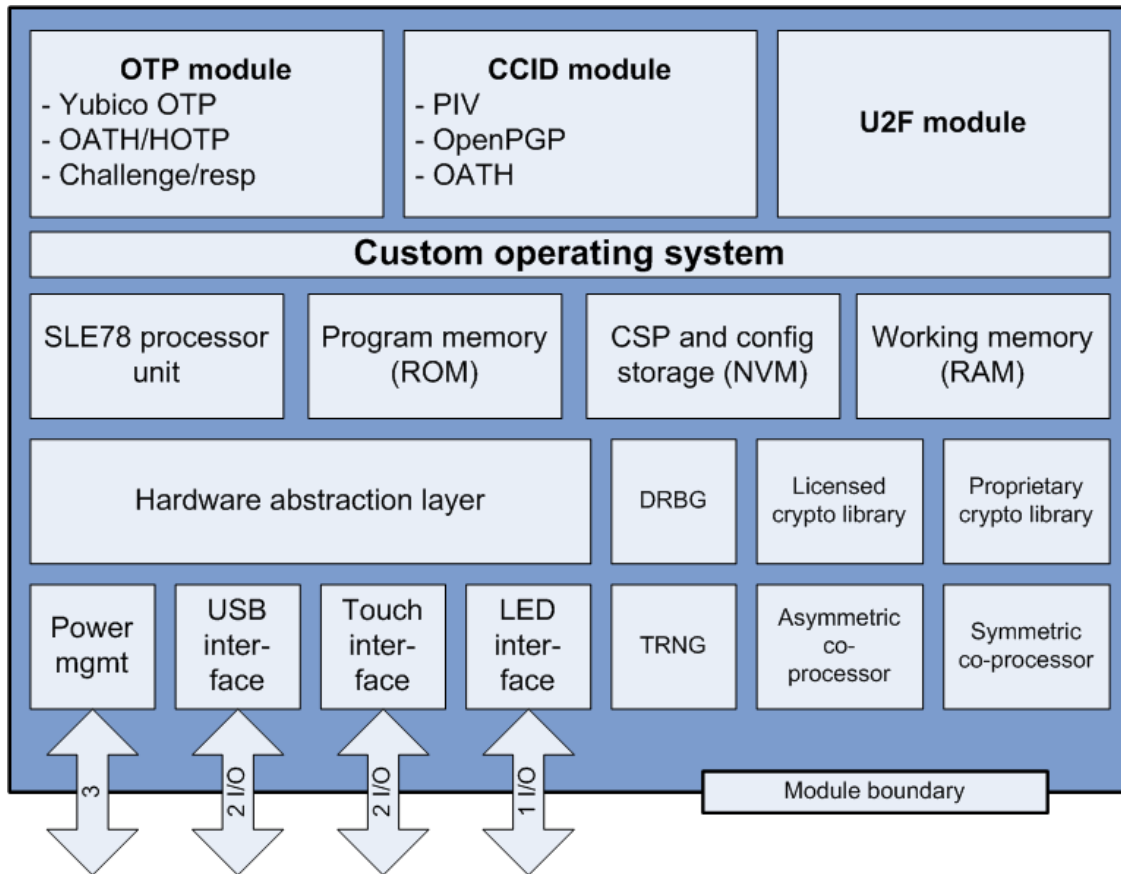 OTP module
- Yubico OTP
- OATH/HOTP
- Challenge/resp
CCID module
- PIV
- OpenPGP
- OATH
U2F module
Custom operating system
SLE78 processor
unit
Program memory
(ROM)
CSP and config
storage (NVM)
Working memory
(RAM)
Hardware abstraction layer
DRBG
Licensed
crypto library
Proprietary
crypto library
Power
mgmt
USB
inter-
face
Touch
inter-
face
LED
inter-
face
TRNG
Asymmetric
co-
processor
Symmetric
co-processor
3
2 I/O
2 I/O
1 I/O
Module boundary